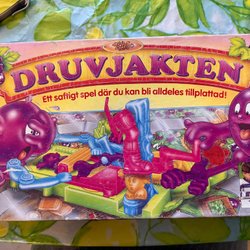 DRUVJAKTEN
Ett saftigt spel där du kan bli alldeles tillplattad!